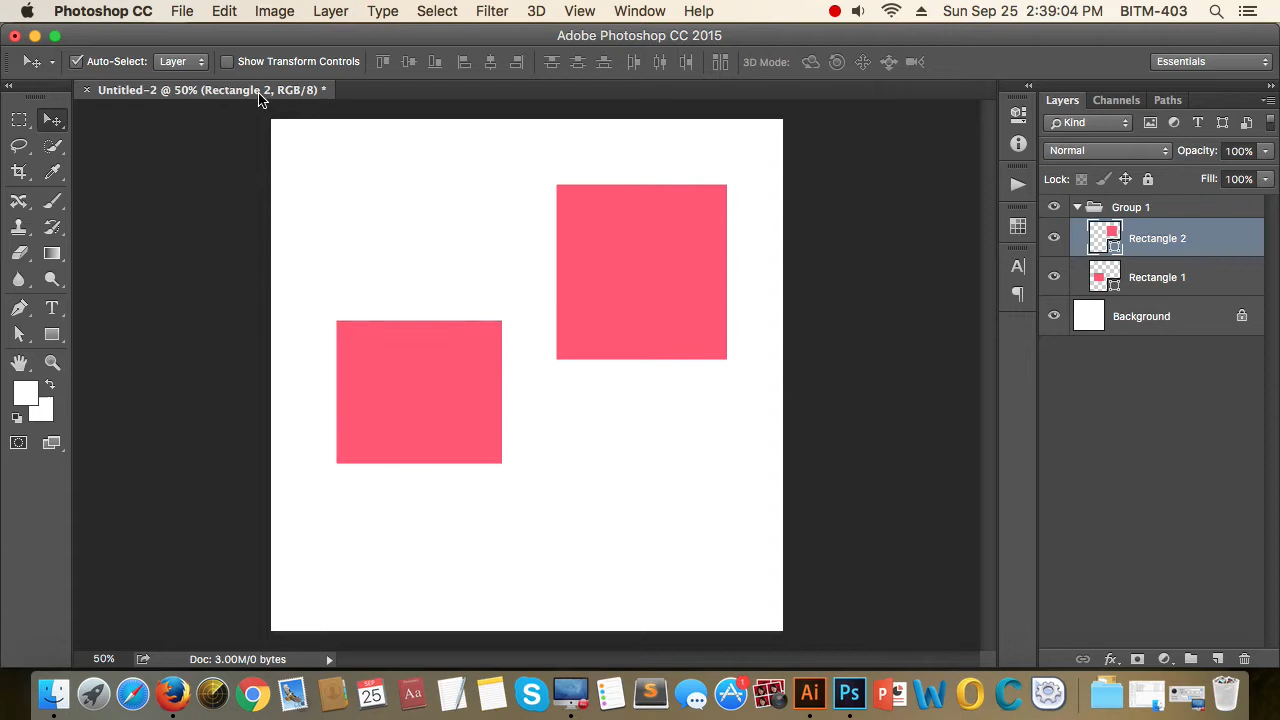 Photoshop CC File Edit Image Layer Type Select Filter 3D View Window Help Sun Sep 25 2:39:04 PM BITM-403
Adobe Photoshop CC 2015
Auto-Select: Layer Show Transform Controls 3D Mode: Essentials
× Untitled-2 @ 50% (Rectangle 2, RGB/8) *
Layers Channels Paths
Kind
Normal Opacity: 100%
Lock: Fill: 100%
Group 1
Rectangle 2
Rectangle 1
Background
50% Doc: 3.00M/0 bytes